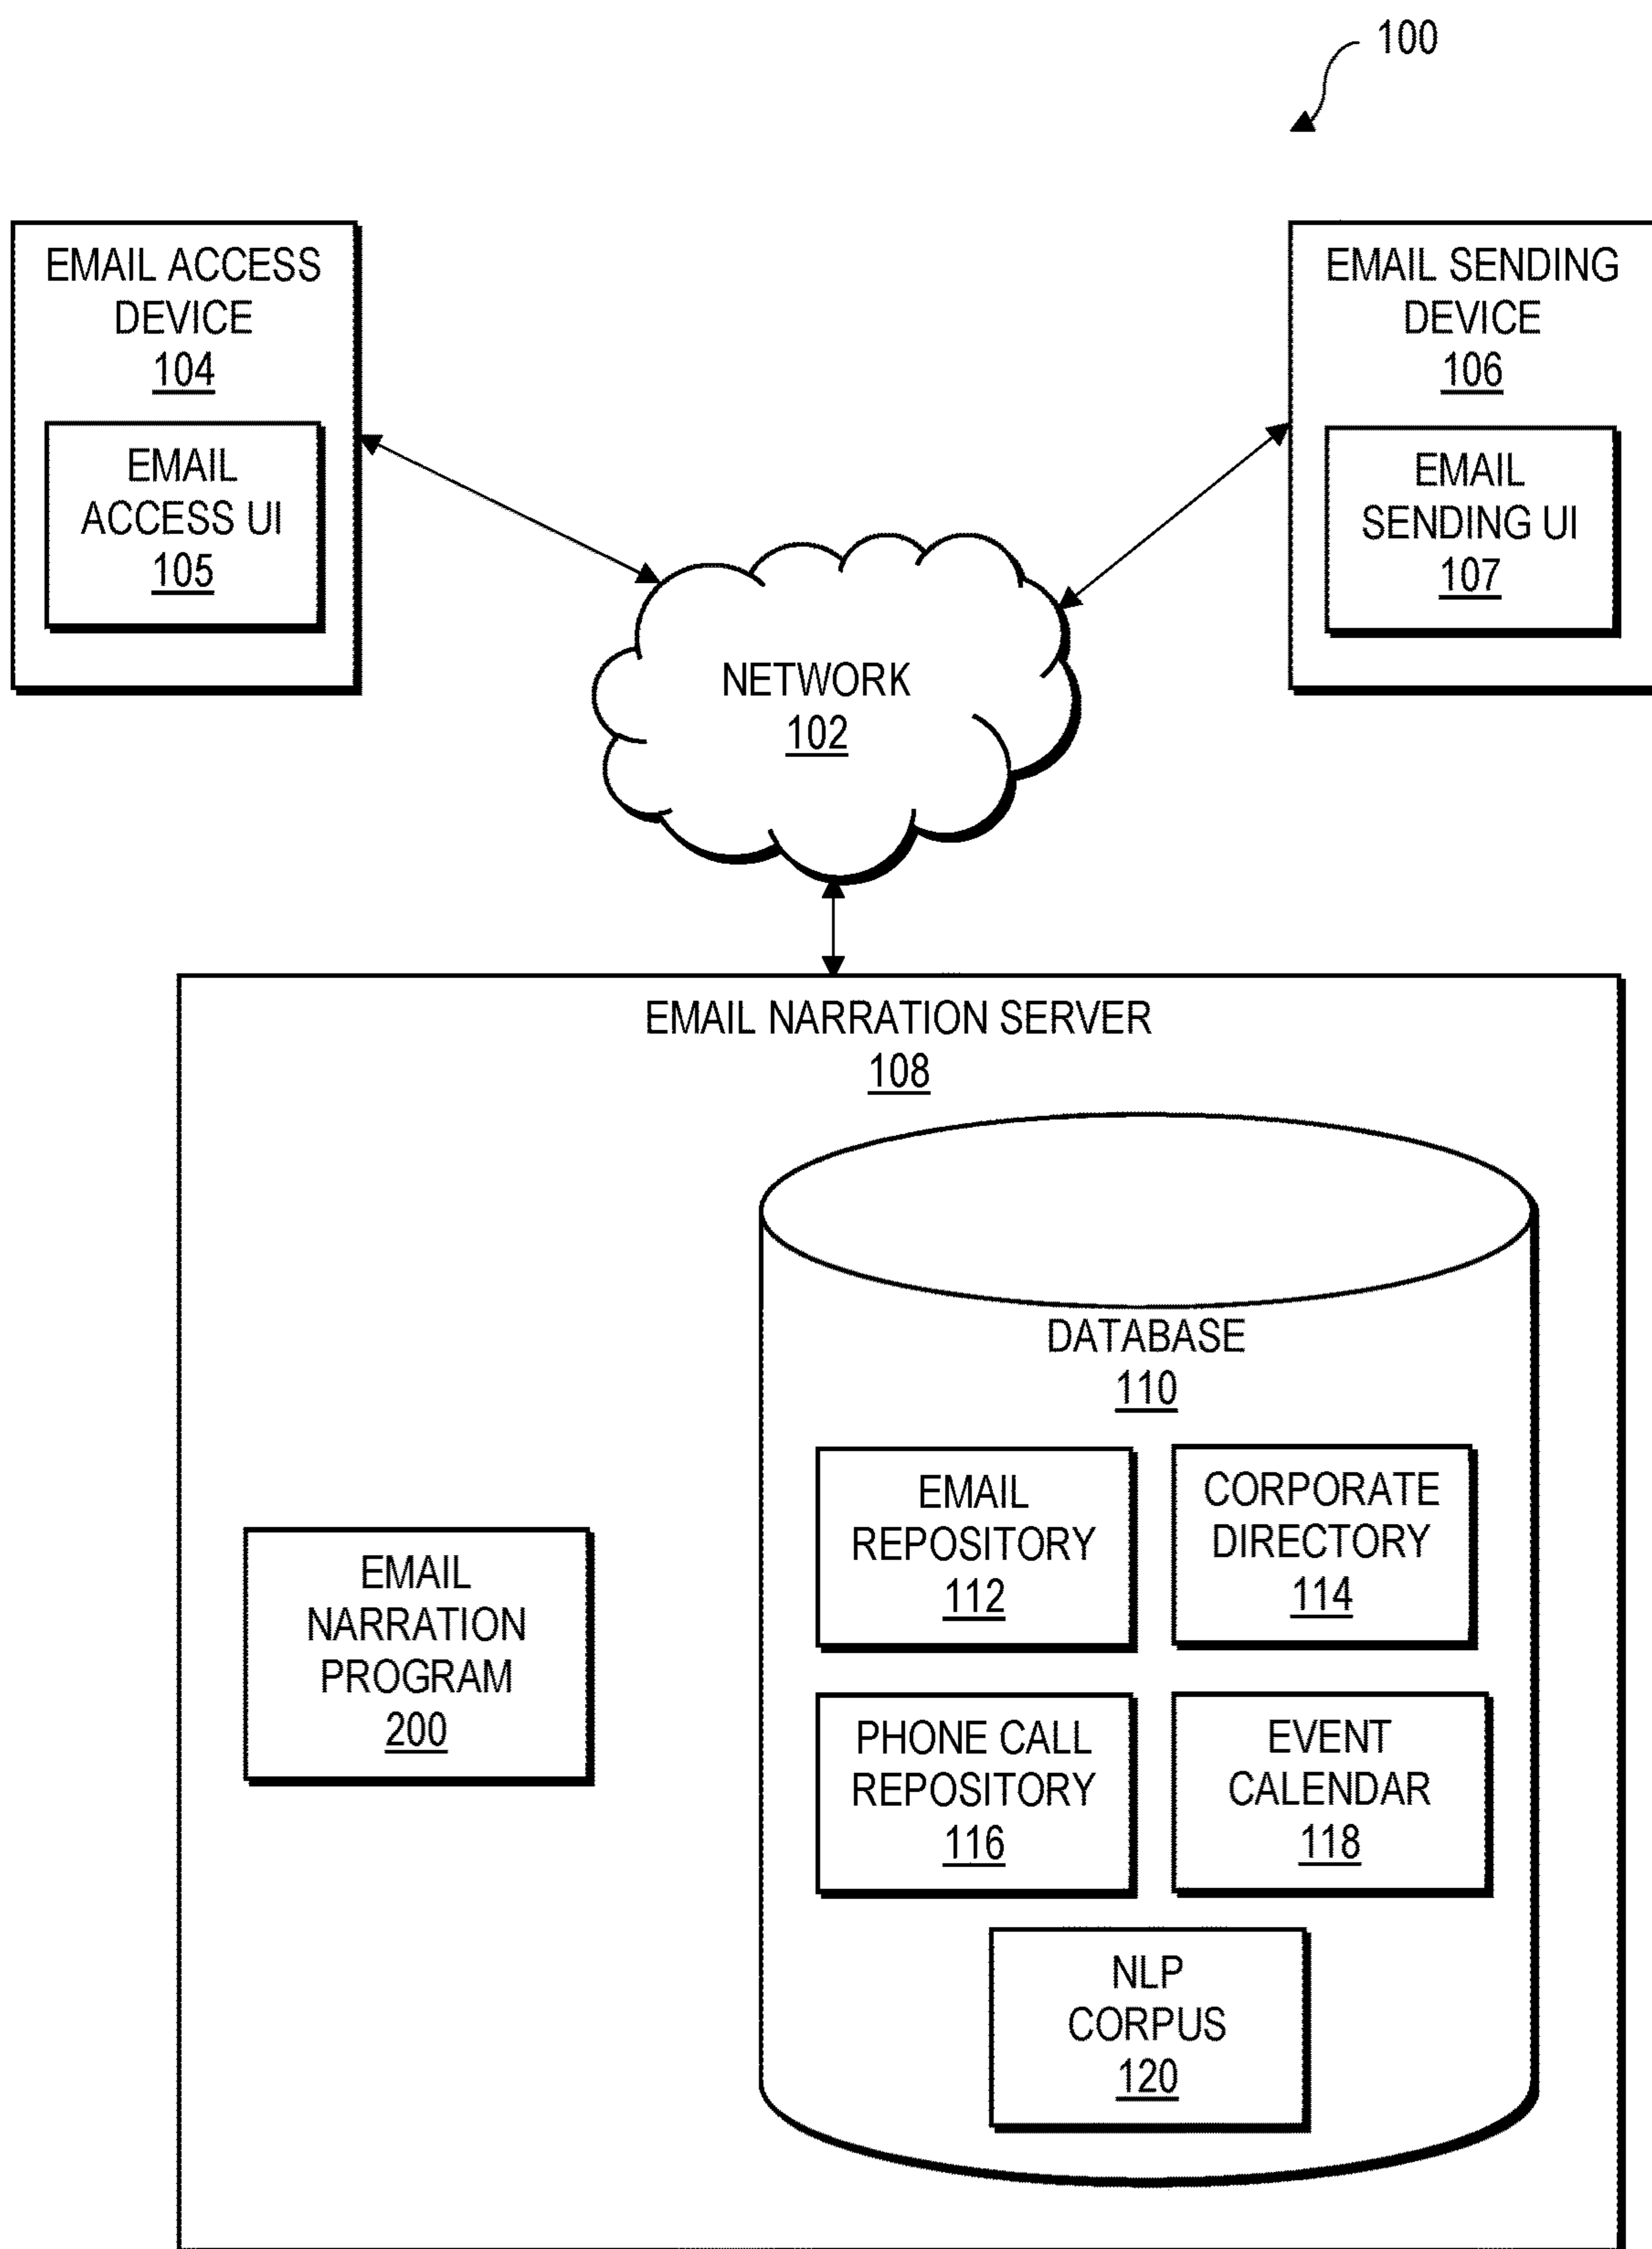 100
EMAIL ACCESS
DEVICE
104
EMAIL
ACCESS UI
105
EMAIL SENDING
DEVICE
106
EMAIL
SENDING UI
107
NETWORK
102
EMAIL NARRATION SERVER
108
DATABASE
110
EMAIL
REPOSITORY
112
CORPORATE
DIRECTORY
114
EMAIL
NARRATION
PROGRAM
200
PHONE CALL
REPOSITORY
116
EVENT
CALENDAR
118
NLP
CORPUS
120